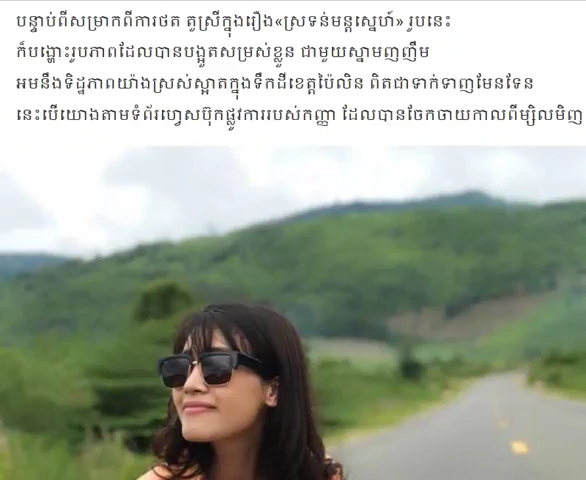 បន្ទាប់ពីសម្រាកពីការថត តួស្រីក្នុងរឿង«ស្រទន់មន្តស្នេហ៍» រូបនេះ
ក៏បង្ហោះរូបភាពដែលបានបង្អួតសម្រស់ខ្លួន ជាមួយស្នាមញញឹម
អមនឹងទិដ្ឋភាពយ៉ាងស្រស់ស្អាតក្នុងទឹកដីខេត្តប៉ៃលិន ពិតជាទាក់ទាញមែនទែន
នេះបើយោងតាមទំព័រហ្វេសប៊ុកផ្លូវការរបស់កញ្ញា ដែលបានចែកចាយកាលពីម្សិលមិញ